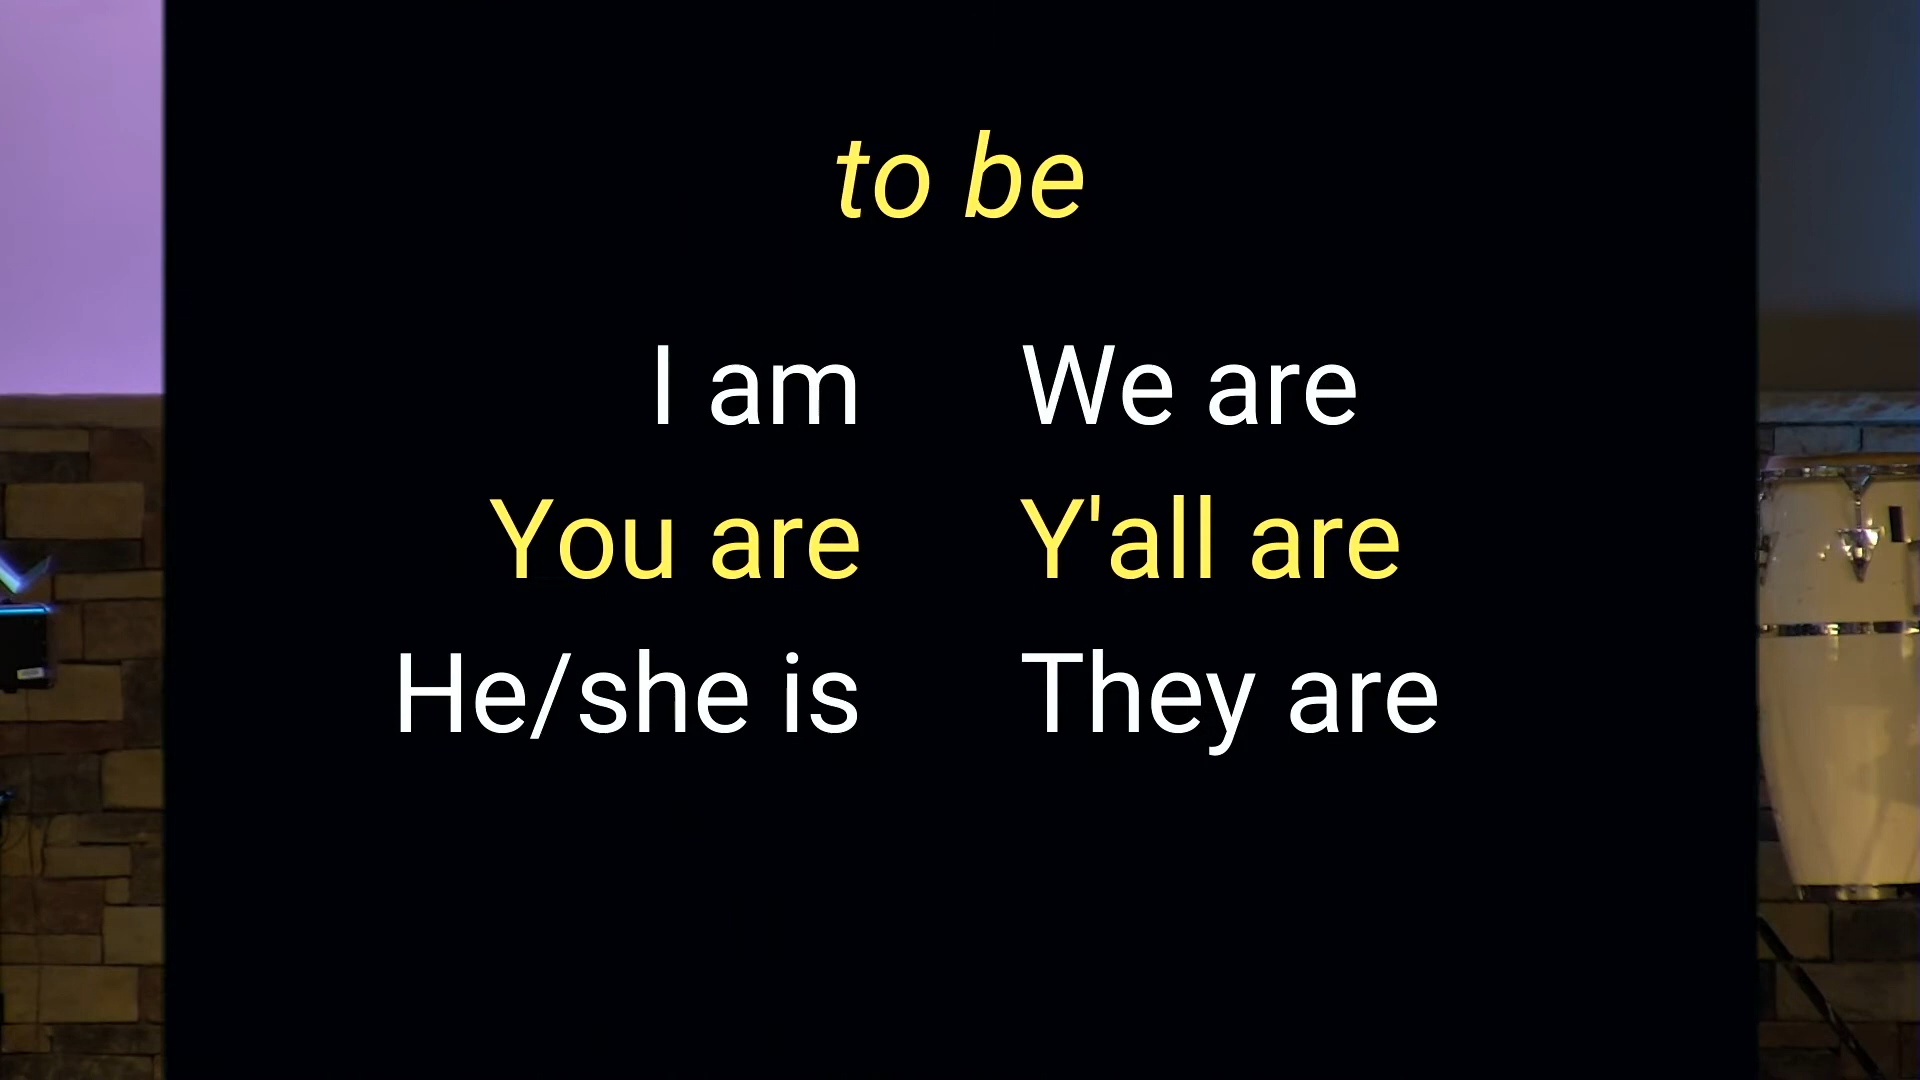 to be
I am We are
You are Y'all are
He/she is They are